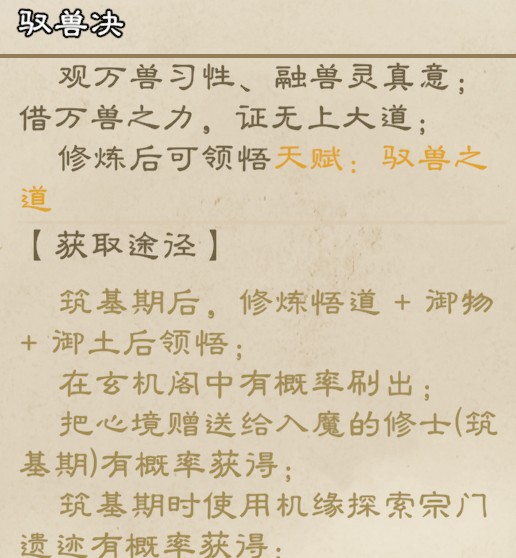 驭兽决
观万兽习性、融兽灵真意;
借万兽之力，证无上大道;
修炼后可领悟天赋：驭兽之
道
【获取途径】
筑基期后，修炼悟道 + 御物
+ 御土后领悟;
在玄机阁中有概率刷出;
把心境赠送给入魔的修士(筑
基期)有概率获得;
筑基期时使用机缘探索宗门
遗迹有概率获得;